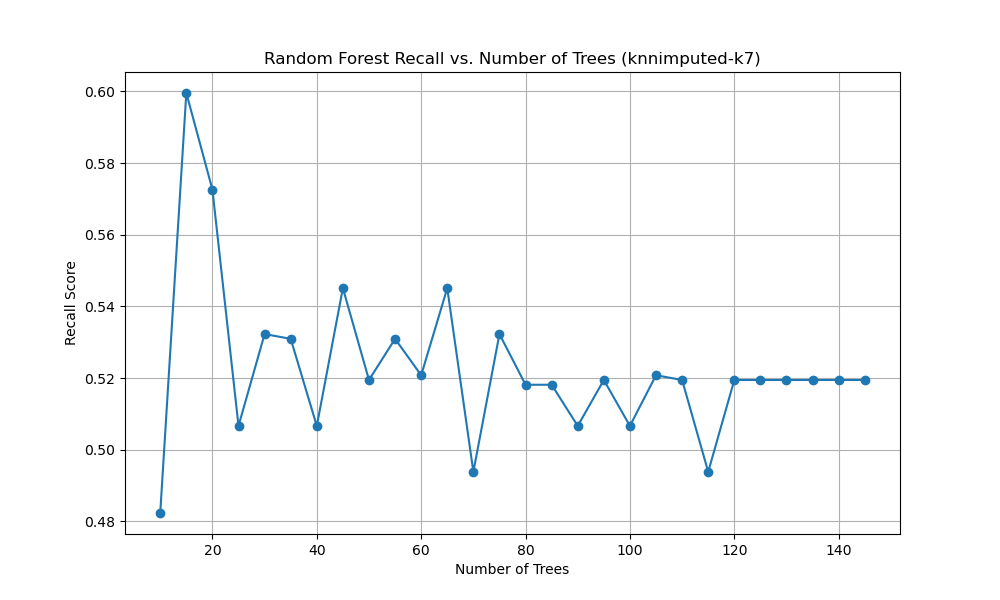 Random Forest Recall vs. Number of Trees (knnimputed-k7)
0.60
0.58
0.56
0.54
0.52
0.50
0.48
Recall Score
20 40 60 80 100 120 140
Number of Trees